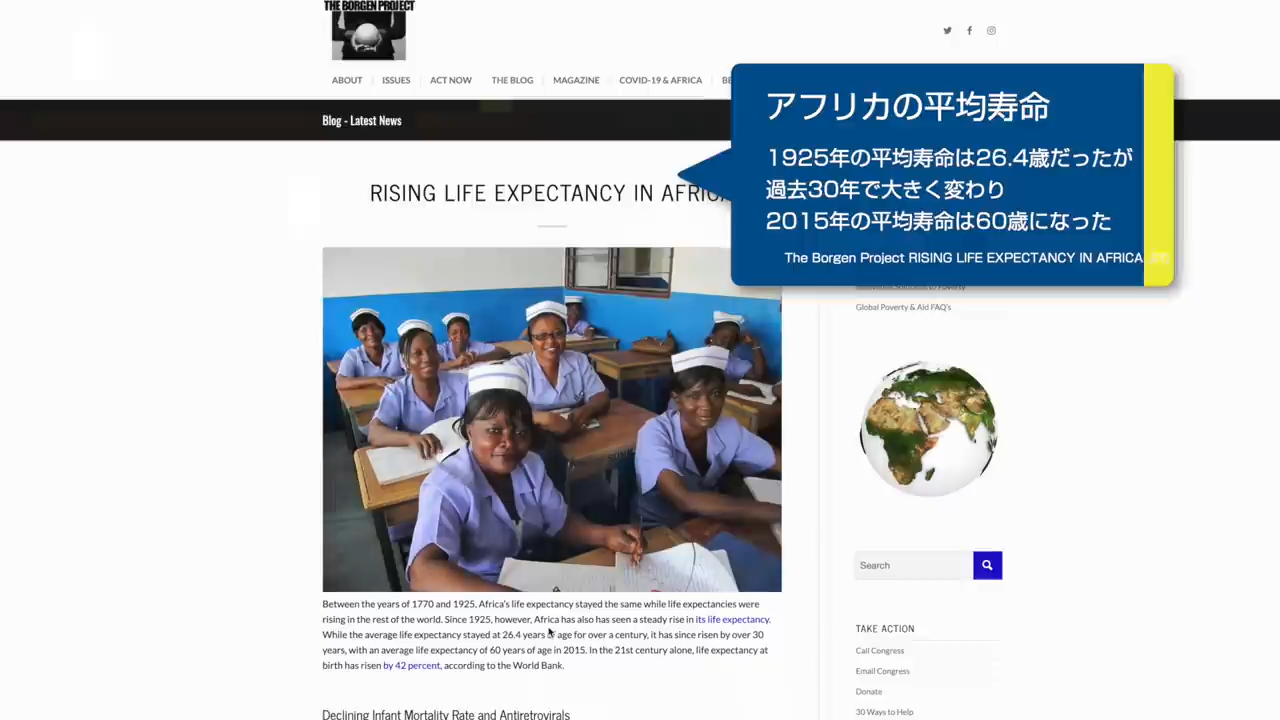 THE BORGEN PROJECT
ABOUT
ISSUES
ACT NOW
THE BLOG
MAGAZINE
COVID-19 & AFRICA
Blog - Latest News
アフリカの平均寿命
1925年の平均寿命は26.4歳だったが
過去30年で大きく変わり
2015年の平均寿命は60歳になった
The Borgen Project RISING LIFE EXPECTANCY IN AFRICA
RISING LIFE EXPECTANCY IN AFRICA
Global Poverty & Aid FAQ's
Search
Between the years of 1770 and 1925, Africa's life expectancy stayed the same while life expectancies were
rising in the rest of the world. Since 1925, however, Africa has also has seen a steady rise in its life expectancy.
While the average life expectancy stayed at 26.4 years of age for over a century, it has since risen by over 30
years, with an average life expectancy of 60 years of age in 2015. In the 21st century alone, life expectancy at
birth has risen by 42 percent, according to the World Bank.
Declining Infant Mortality Rate and Antiretrovirals
TAKE ACTION
Call Congress
Email Congress
Donate
30 Ways to Help